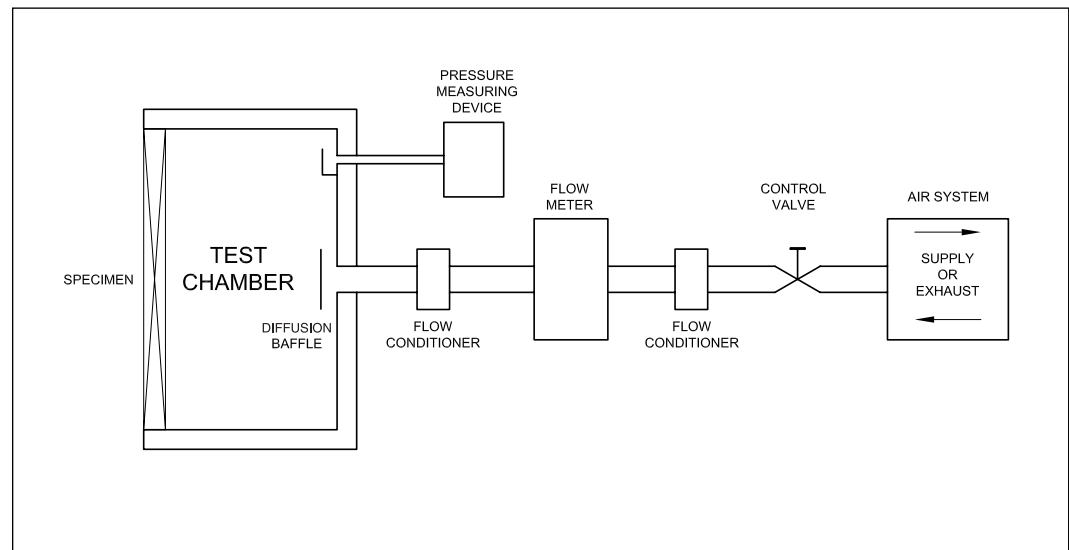 PRESSURE
MEASURING
DEVICE
FLOW
METER
CONTROL
VALVE
AIR SYSTEM
SPECIMEN
TEST
CHAMBER
SUPPLY
OR
EXHAUST
DIFFUSION
BAFFLE
FLOW
CONDITIONER
FLOW
CONDITIONER